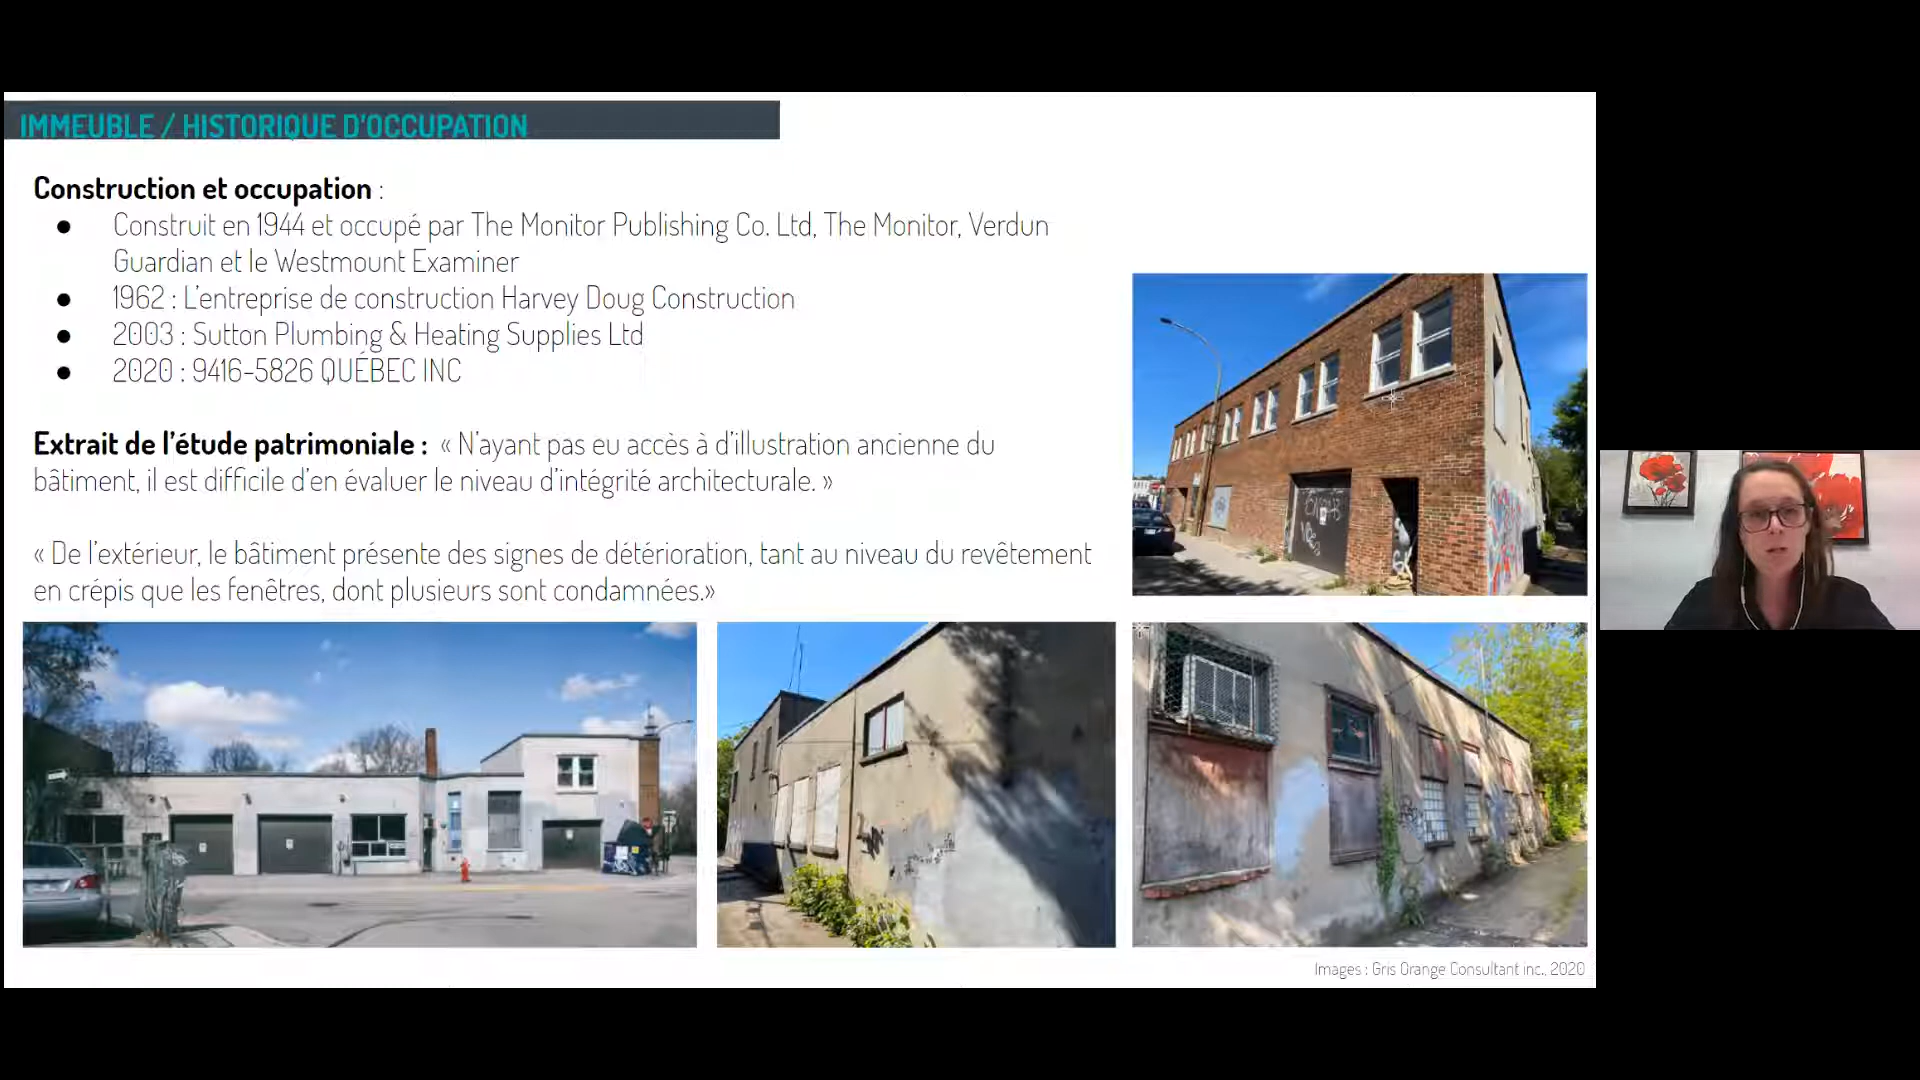 IMMEUBLE / HISTORIQUE D'OCCUPATION
Construction et occupation :
● Construit en 1944 et occupé par The Monitor Publishing Co. Ltd, The Monitor, Verdun
Guardian et le Westmount Examiner
● 1962 : L'entreprise de construction Harvey Doug Construction
● 2003 : Sutton Plumbing & Heating Supplies Ltd
● 2020 : 9416-5826 QUÉBEC INC
Extrait de l'étude patrimoniale : « N'ayant pas eu accès à d'illustration ancienne du
bâtiment, il est difficile d'en évaluer le niveau d'intégrité architecturale. »
« De l'extérieur, le bâtiment présente des signes de détérioration, tant au niveau du revêtement
en crépis que les fenêtres, dont plusieurs sont condamnées.»
Images : Gris Orange Consultant inc., 2020